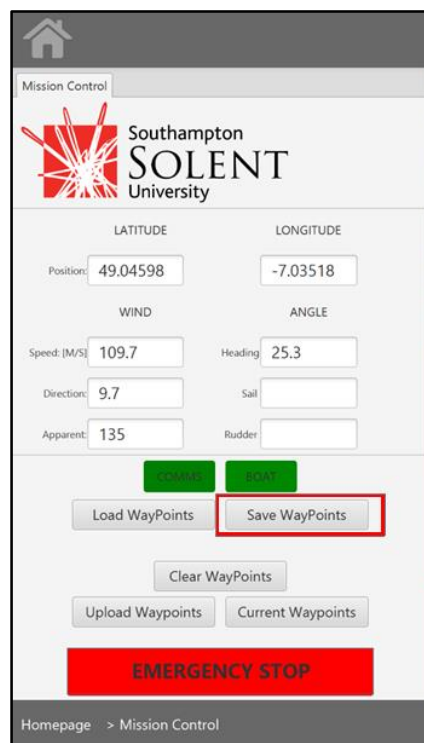 Mission Control
Southampton
SOLENT
University
LATITUDE LONGITUDE
Position: 49.04598 -7.03518
WIND ANGLE
Speed: [M/S] 109.7 Heading 25.3
Direction: 9.7 Sail
Apparent: 135 Rudder
COMMS BOAT
Load WayPoints Save WayPoints
Clear WayPoints
Upload Waypoints Current Waypoints
EMERGENCY STOP
Homepage > Mission Control